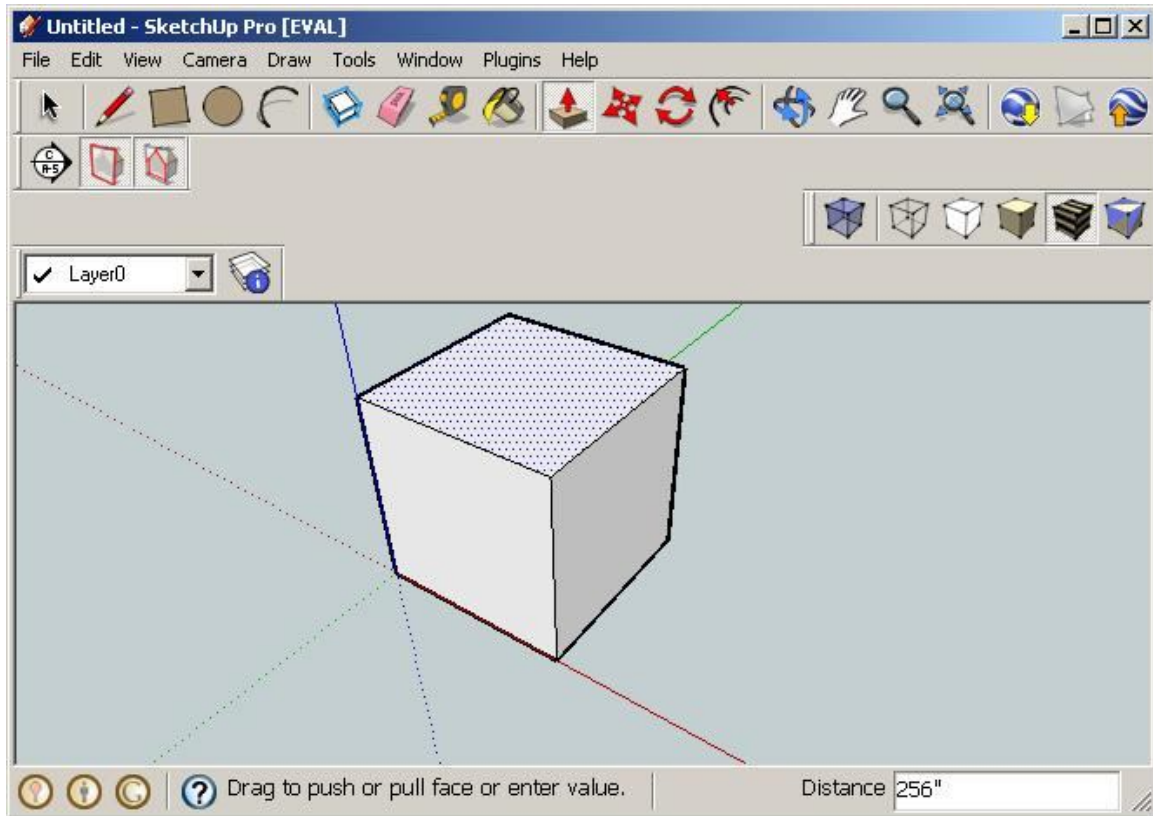 Untitled - SketchUp Pro [EVAL]
File Edit View Camera Draw Tools Window Plugins Help
C
A-5
Layer0
Drag to push or pull face or enter value.
Distance 256"